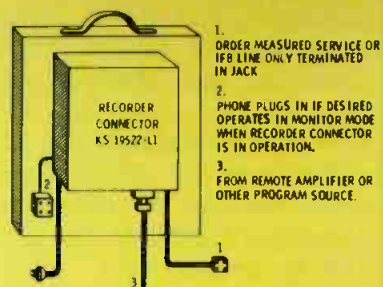 1.
ORDER MEASURED SERVICE OR
IFB LINE ONLY TERMINATED
IN JACK
2.
PHONE PLUGS IN IF DESIRED
OPERATES IN MONITOR MODE
WHEN RECORDER CONNECTOR
IS IN OPERATION.
3.
FROM REMOTE AMPLIFIER OR
OTHER PROGRAM SOURCE.
RECORDER
CONNECTOR
KS 19522-L1
2
1
3